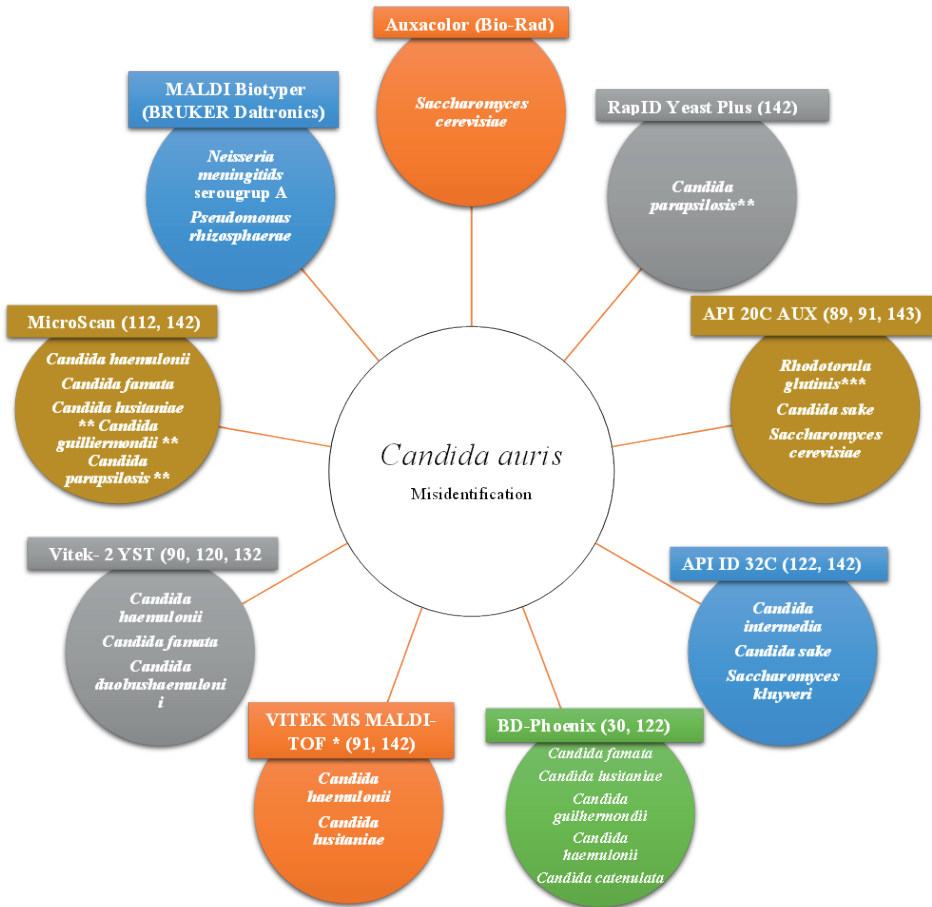 Auxacolor (Bio-Rad)
Saccharomyces
cerevisiae
RapID Yeast Plus (142)
Candida
parapsilosis**
API 20C AUX (89, 91, 143)
Rhodotorula
glutinis***
Candida sake
Saccharomyces
cerevisiae
API ID 32C (122, 142)
Candida
intermedia
Candida sake
Saccharomyces
kluyveri
BD-Phoenix (30, 122)
Candida famata
Candida lusitaniae
Candida
guilhermondii
Candida
haemulonii
Candida catenulata
VITEK MS MALDI-
TOF * (91, 142)
Candida
haemulonii
Candida
lusitaniae
Vitek- 2 YST (90, 120, 132
Candida
haemulonii
Candida famata
Candida
duobushaemuloni
i
MicroScan (112, 142)
Candida haemulonii
Candida famata
Candida lusitaniae
** Candida
guilliermondii **
Candida
parapsilosis **
MALDI Biotyper
(BRUKER Daltronics)
Neisseria
meningitids
serougrup A
Pseudomonas
rhizosphaerae
Candida auris
Misidentification